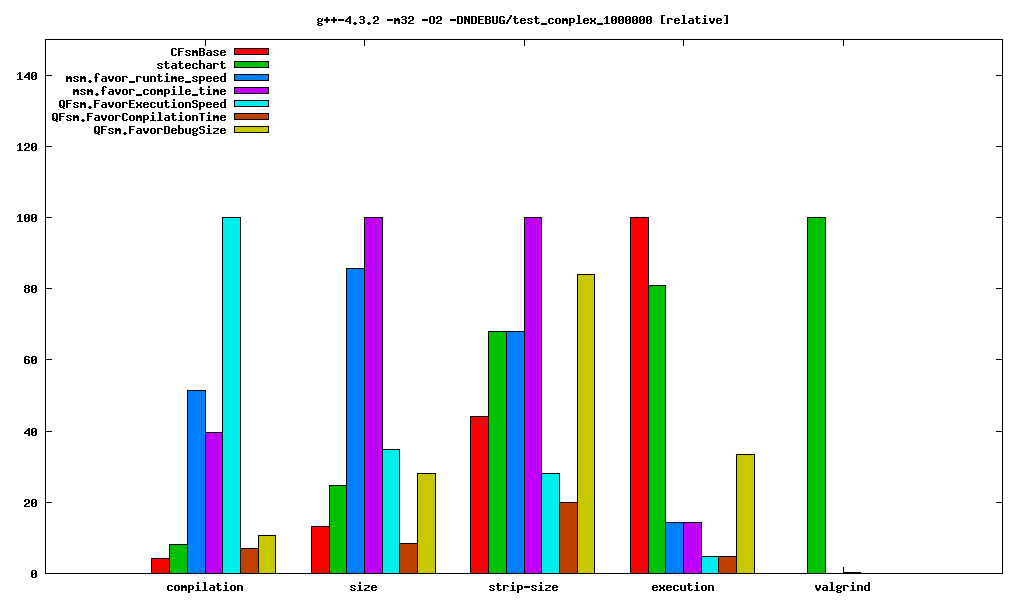 g++-4.3.2 -m32 -O2 -DNDEBUG/test_complex_1000000 [relative]
CFsmBase
statechart
msm.favor_runtime_speed
msm.favor_compile_time
QFsm.FavorExecutionSpeed
QFsm.FavorCompilationTime
QFsm.FavorDebugSize
140
120
100
80
60
40
20
0
compilation size strip-size execution valgrind